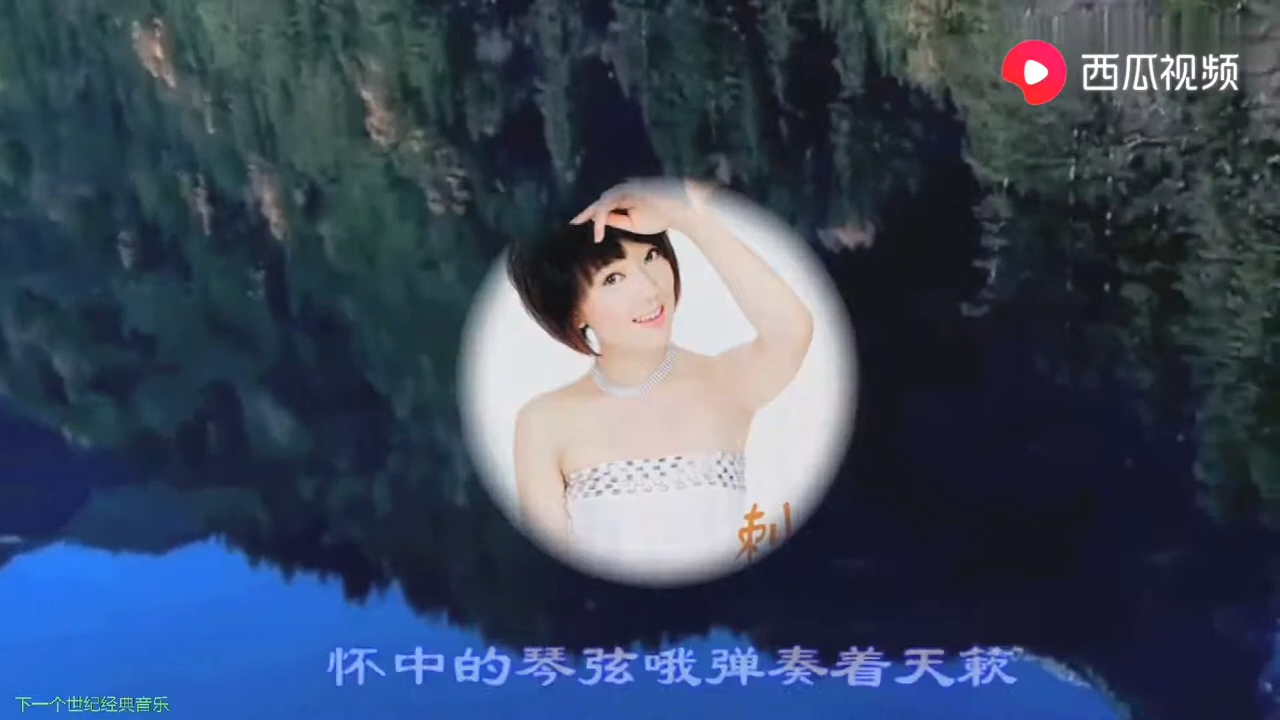 西瓜视频
刺
怀中的琴弦哦弹奏着天籁
下一个世纪经典音乐